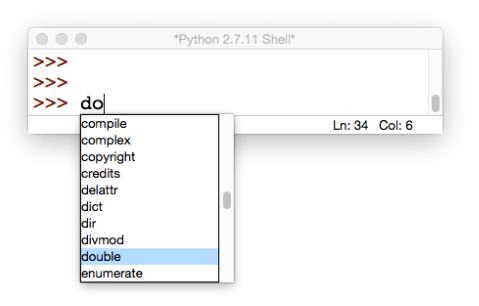 *Python 2.7.11 Shell*
>>>
>>>
>>> do
Ln: 34 Col: 6
compile
complex
copyright
credits
delattr
dict
dir
divmod
double
enumerate